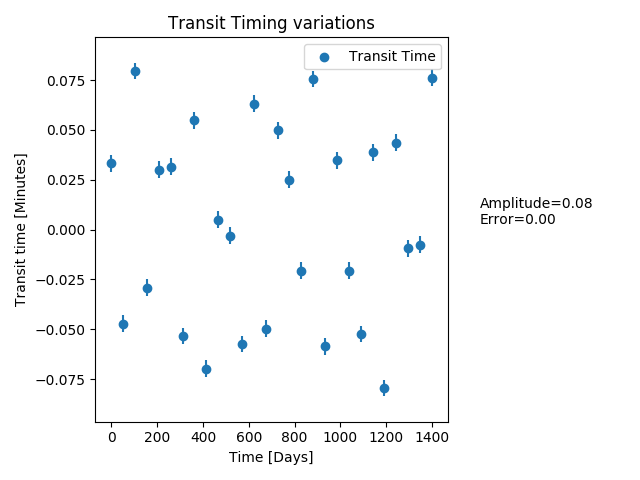 Transit Timing variations
Transit Time
0.075
0.050
0.025
0.000
−0.025
−0.050
−0.075
Transit time [Minutes]
0 200 400 600 800 1000 1200 1400
Time [Days]
Amplitude=0.08
Error=0.00